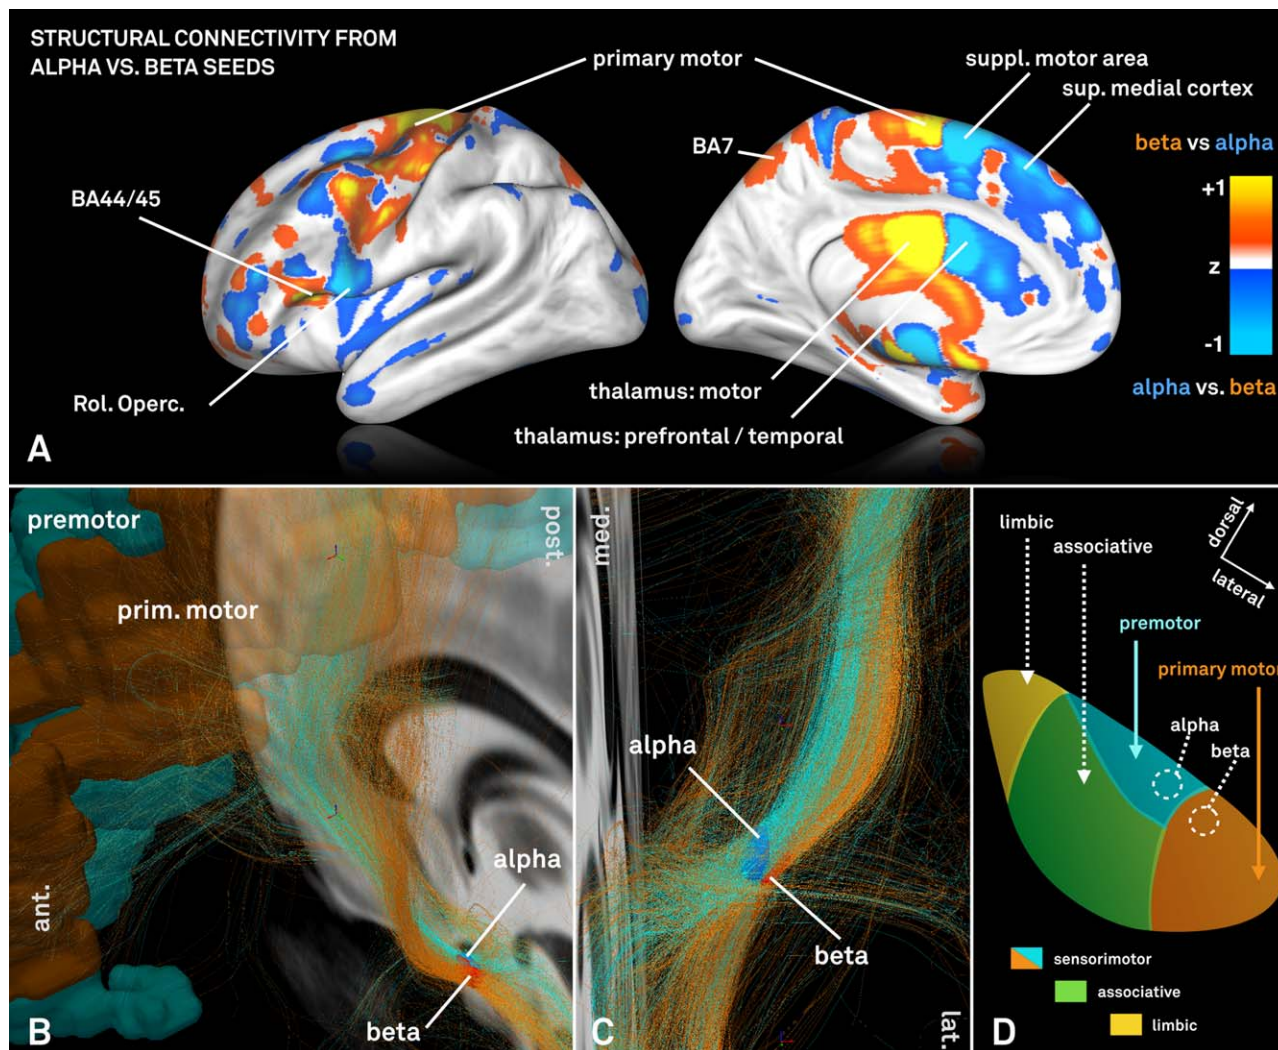 STRUCTURAL CONNECTIVITY FROM
ALPHA VS. BETA SEEDS
primary motor
suppl. motor area
sup. medial cortex
BA7
beta vs alpha
BA44/45
+1
z
-1
Rol. Operc.
thalamus: motor
alpha vs. beta
thalamus: prefrontal / temporal
A
premotor
post.
prim. motor
alpha
ant.
beta
B
med.
alpha
beta
C
lat.
limbic
associative
dorsal
lateral
premotor
primary motor
alpha
beta
sensorimotor
associative
limbic
D